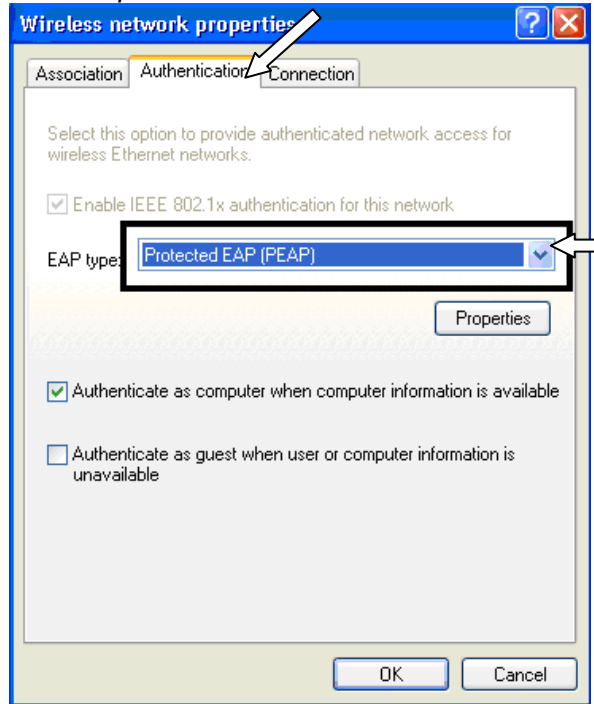 Wireless network properties
Association Authentication Connection
Select this option to provide authenticated network access for
wireless Ethernet networks.
Enable IEEE 802.1x authentication for this network
EAP type: Protected EAP (PEAP)
Properties
Authenticate as computer when computer information is available
Authenticate as guest when user or computer information is
unavailable
OK Cancel